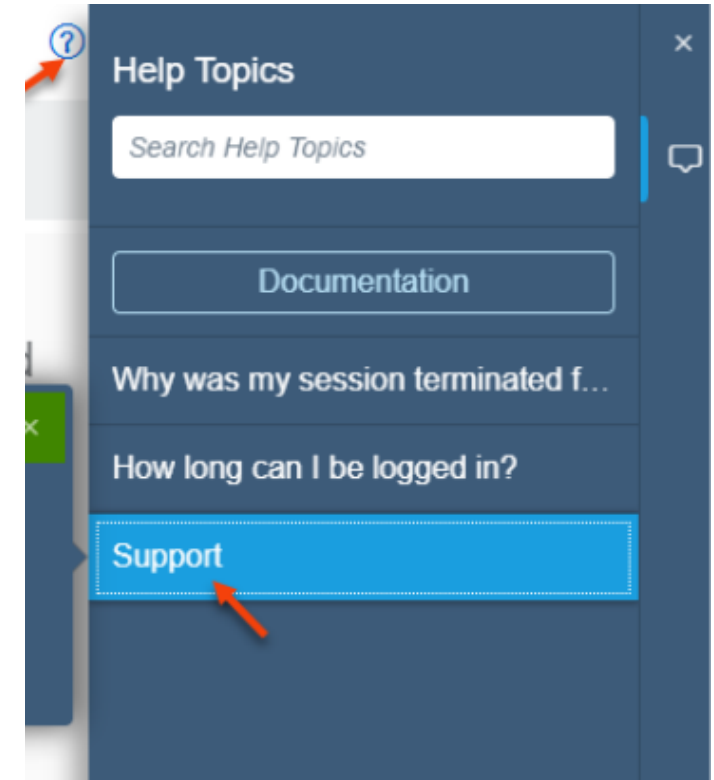 ?
Help Topics
Search Help Topics
Documentation
Why was my session terminated f...
How long can I be logged in?
Support